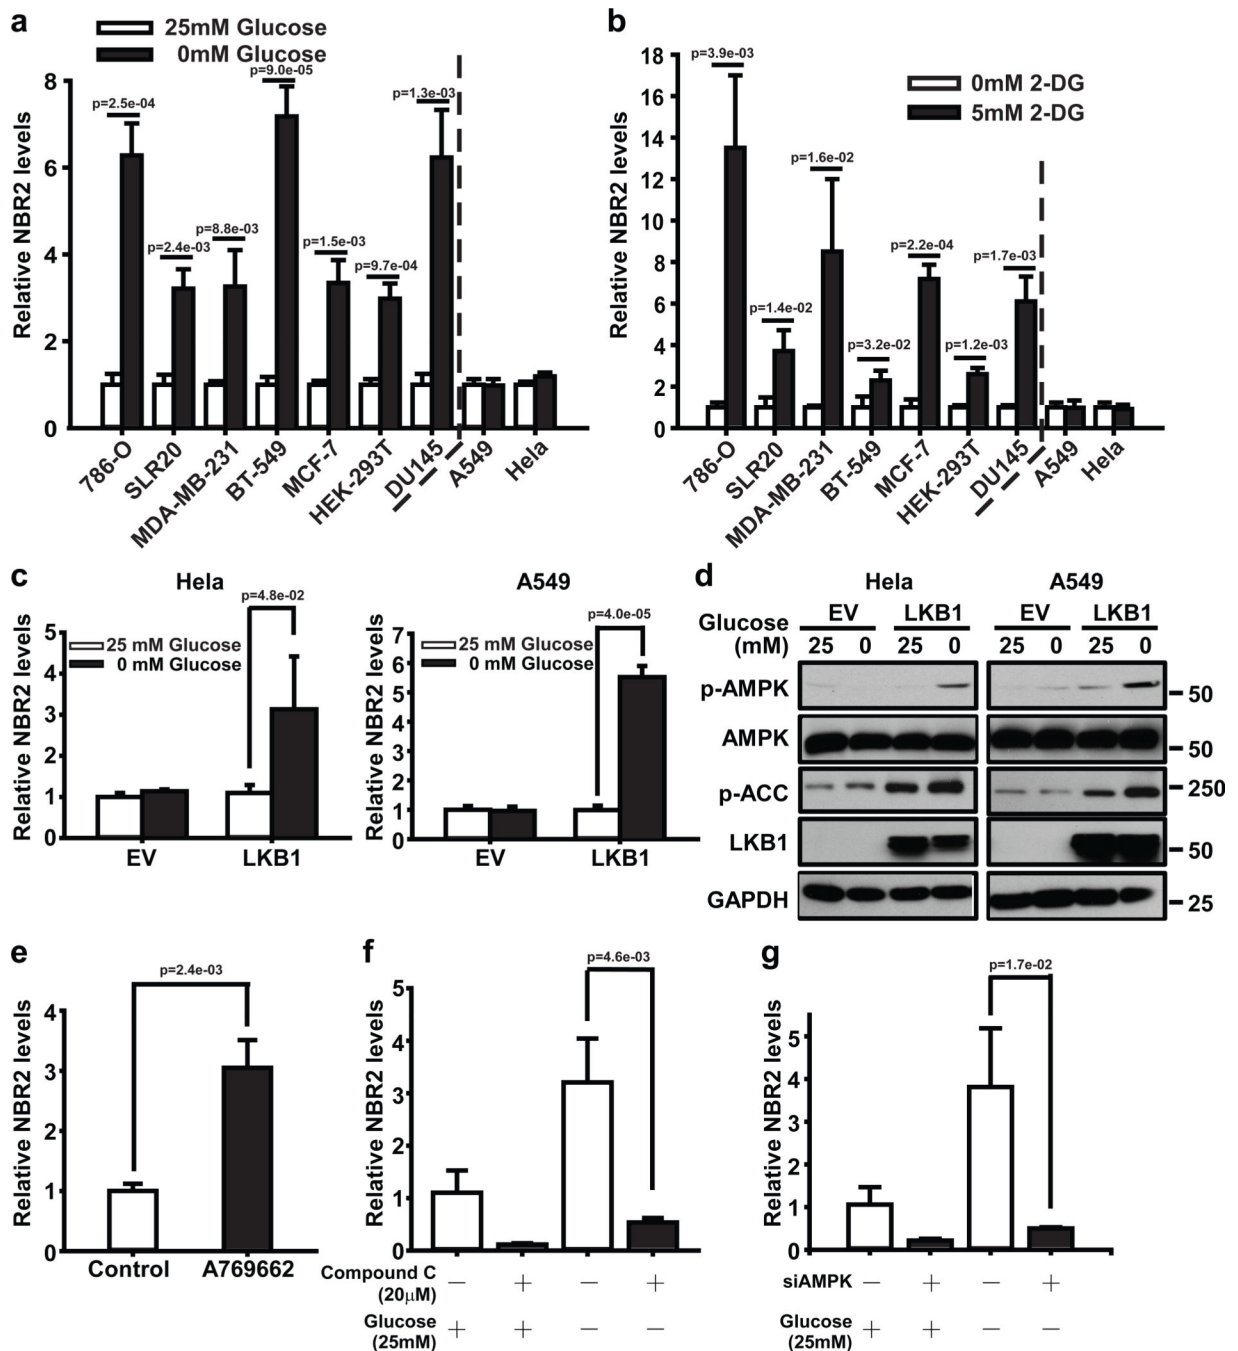 a
25mM Glucose
0mM Glucose
Relative NBR2 levels
8
6
4
2
0
p=2.5e-04
p=2.4e-03
p=8.8e-03
p=9.0e-05
p=1.5e-03
p=9.7e-04
p=1.3e-03
786-O
SLR20
MDA-MB-231
BT-549
MCF-7
HEK-293T
DU145
A549
Hela
b
0mM 2-DG
5mM 2-DG
Relative NBR2 levels
18
16
14
12
10
8
6
4
2
0
p=3.9e-03
p=1.4e-02
p=1.6e-02
p=3.2e-02
p=2.2e-04
p=1.2e-03
p=1.7e-03
786-O
SLR20
MDA-MB-231
BT-549
MCF-7
HEK-293T
DU145
A549
Hela
c
Hela
p=4.8e-02
25 mM Glucose
0 mM Glucose
Relative NBR2 levels
5
4
3
2
1
0
EV LKB1
A549
p=4.0e-05
25 mM Glucose
0 mM Glucose
Relative NBR2 levels
7
6
5
4
3
2
1
0
EV LKB1
d
Hela A549
EV LKB1 EV LKB1
Glucose
(mM) 25 0 25 0 25 0 25 0
p-AMPK 50
AMPK 50
p-ACC 250
LKB1 50
GAPDH 25
e
p=2.4e-03
Relative NBR2 levels
4
3
2
1
0
Control A769662
f
p=4.6e-03
Relative NBR2 levels
5
4
3
2
1
0
Compound C
(20μM) — + — +
Glucose
(25mM) + + — —
g
p=1.7e-02
Relative NBR2 levels
5
4
3
2
1
0
siAMPK — + — +
Glucose
(25mM) + + — —